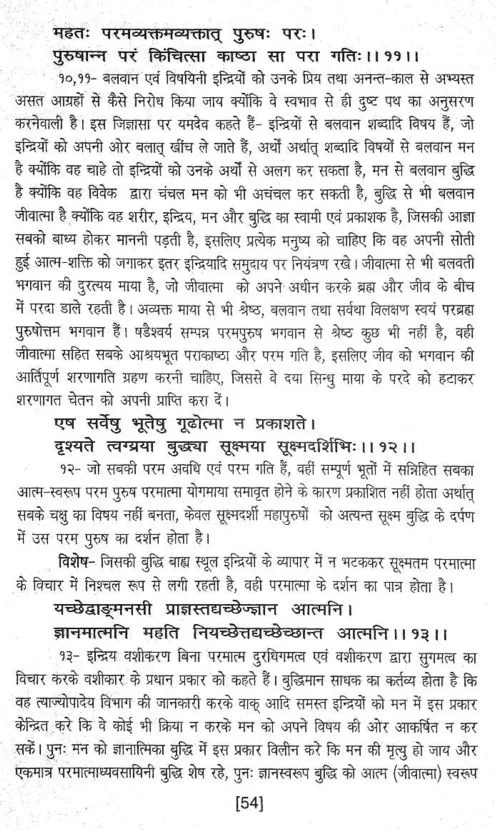 महतः परमव्यक्तमव्यक्तात् पुरुषः परः।
पुरुषान्न परं किंचित्सा काष्ठा सा परा गतिः।।११।।
१०,११- बलवान एवं विषयिनी इन्द्रियों को उनके प्रिय तथा अनन्त-काल से अभ्यस्त
असत आग्रहों से कैसे निरोध किया जाय क्योंकि वे स्वभाव से ही दुष्ट पथ का अनुसरण
करनेवाली है। इस जिज्ञासा पर यमदेव कहते हैं- इन्द्रियों से बलवान शब्दादि विषय हैं, जो
इन्द्रियों को अपनी ओर बलात् खींच ले जाते हैं, अर्थों अर्थात् शब्दादि विषयों से बलवान मन
है क्योंकि वह चाहे तो इन्द्रियों को उनके अर्थों से अलग कर सकता है, मन से बलवान बुद्धि
है क्योंकि वह विवेक द्वारा चंचल मन को भी अचंचल कर सकती है, बुद्धि से भी बलवान
जीवात्मा है क्योंकि वह शरीर, इन्द्रिय, मन और बुद्धि का स्वामी एवं प्रकाशक है, जिसकी आज्ञा
सबको बाध्य होकर माननी पड़ती है, इसलिए प्रत्येक मनुष्य को चाहिए कि वह अपनी सोती
हुई आत्म-शक्ति को जगाकर इतर इन्द्रियादि समुदाय पर नियंत्रण रखे। जीवात्मा से भी बलवती
भगवान की दुरत्यय माया है, जो जीवात्मा को अपने अधीन करके ब्रह्म और जीव के बीच
में परदा डाले रहती है। अव्यक्त माया से भी श्रेष्ठ, बलवान तथा सर्वथा विलक्षण स्वयं परब्रह्म
पुरुषोत्तम भगवान हैं। षडैश्वर्य सम्पन्न परमपुरुष भगवान से श्रेष्ठ कुछ भी नहीं है, वही
जीवात्मा सहित सबके आश्रयभूत पराकाष्ठा और परम गति है, इसलिए जीव को भगवान की
आर्तिपूर्ण शरणागति ग्रहण करनी चाहिए, जिससे वे दया सिन्धु माया के परदे को हटाकर
शरणागत चेतन को अपनी प्राप्ति करा दें।
एष सर्वेषु भूतेषु गूढोत्मा न प्रकाशते।
दृश्यते त्वग्र्यया बुद्ध्या सूक्ष्मया सूक्ष्मदर्शिभिः।।१२।।
१२- जो सबकी परम अवधि एवं परम गति हैं, वहीं सम्पूर्ण भूतों में सन्निहित सबका
आत्म-स्वरूप परम पुरुष परमात्मा योगमाया समावृत होने के कारण प्रकाशित नहीं होता अर्थात्
सबके चक्षु का विषय नहीं बनता, केवल सूक्ष्मदर्शी महापुरुषों को अत्यन्त सूक्ष्म बुद्धि के दर्पण
में उस परम पुरुष का दर्शन होता है।
विशेष- जिसकी बुद्धि बाह्य स्थूल इन्द्रियों के व्यापार में न भटककर सूक्ष्मतम परमात्मा
के विचार में निश्चल रूप से लगी रहती है, वही परमात्मा के दर्शन का पात्र होता है।
यच्छेद्वाङ्मनसी प्राज्ञस्तद्यच्छेज्ज्ञान आत्मनि।
ज्ञानमात्मनि महति नियच्छेत्तद्यच्छेच्छान्त आत्मनि।।१३।।
१३- इन्द्रिय वशीकरण बिना परमात्म दुरधिगमत्व एवं वशीकरण द्वारा सुगमत्व का
विचार करके वशीकार के प्रधान प्रकार को कहते हैं। बुद्धिमान साधक का कर्तव्य होता है कि
वह त्याज्योपादेय विभाग की जानकारी करके वाक् आदि समस्त इन्द्रियों को मन में इस प्रकार
केन्द्रित करे कि वे कोई भी क्रिया न करके मन को अपने विषय की ओर आकर्षित न कर
सकें। पुनः मन को ज्ञानात्मिका बुद्धि में इस प्रकार विलीन करे कि मन की मृत्यु हो जाय और
एकमात्र परमात्माध्यवसायिनी बुद्धि शेष रहे, पुनः ज्ञानस्वरूप बुद्धि को आत्म (जीवात्मा) स्वरूप
[54]